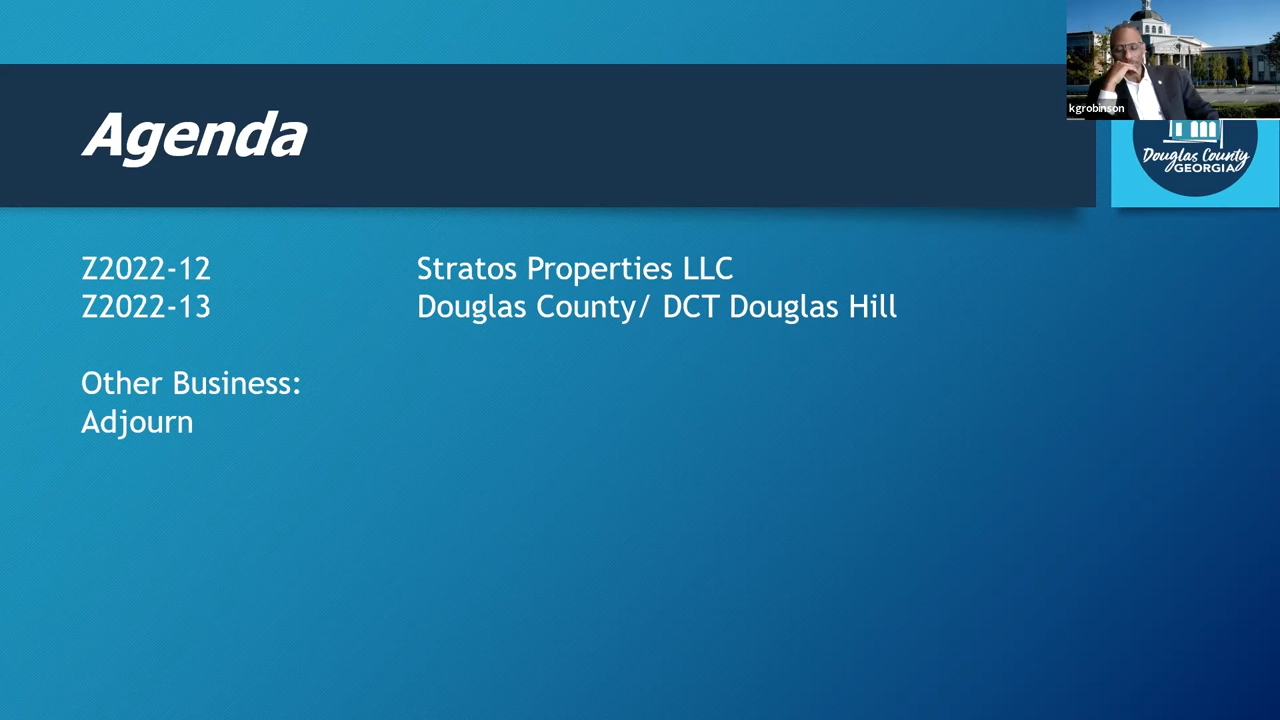 kgrobinson
Agenda
Douglas County
GEORGIA
Z2022-12 Stratos Properties LLC
Z2022-13 Douglas County/ DCT Douglas Hill
Other Business:
Adjourn